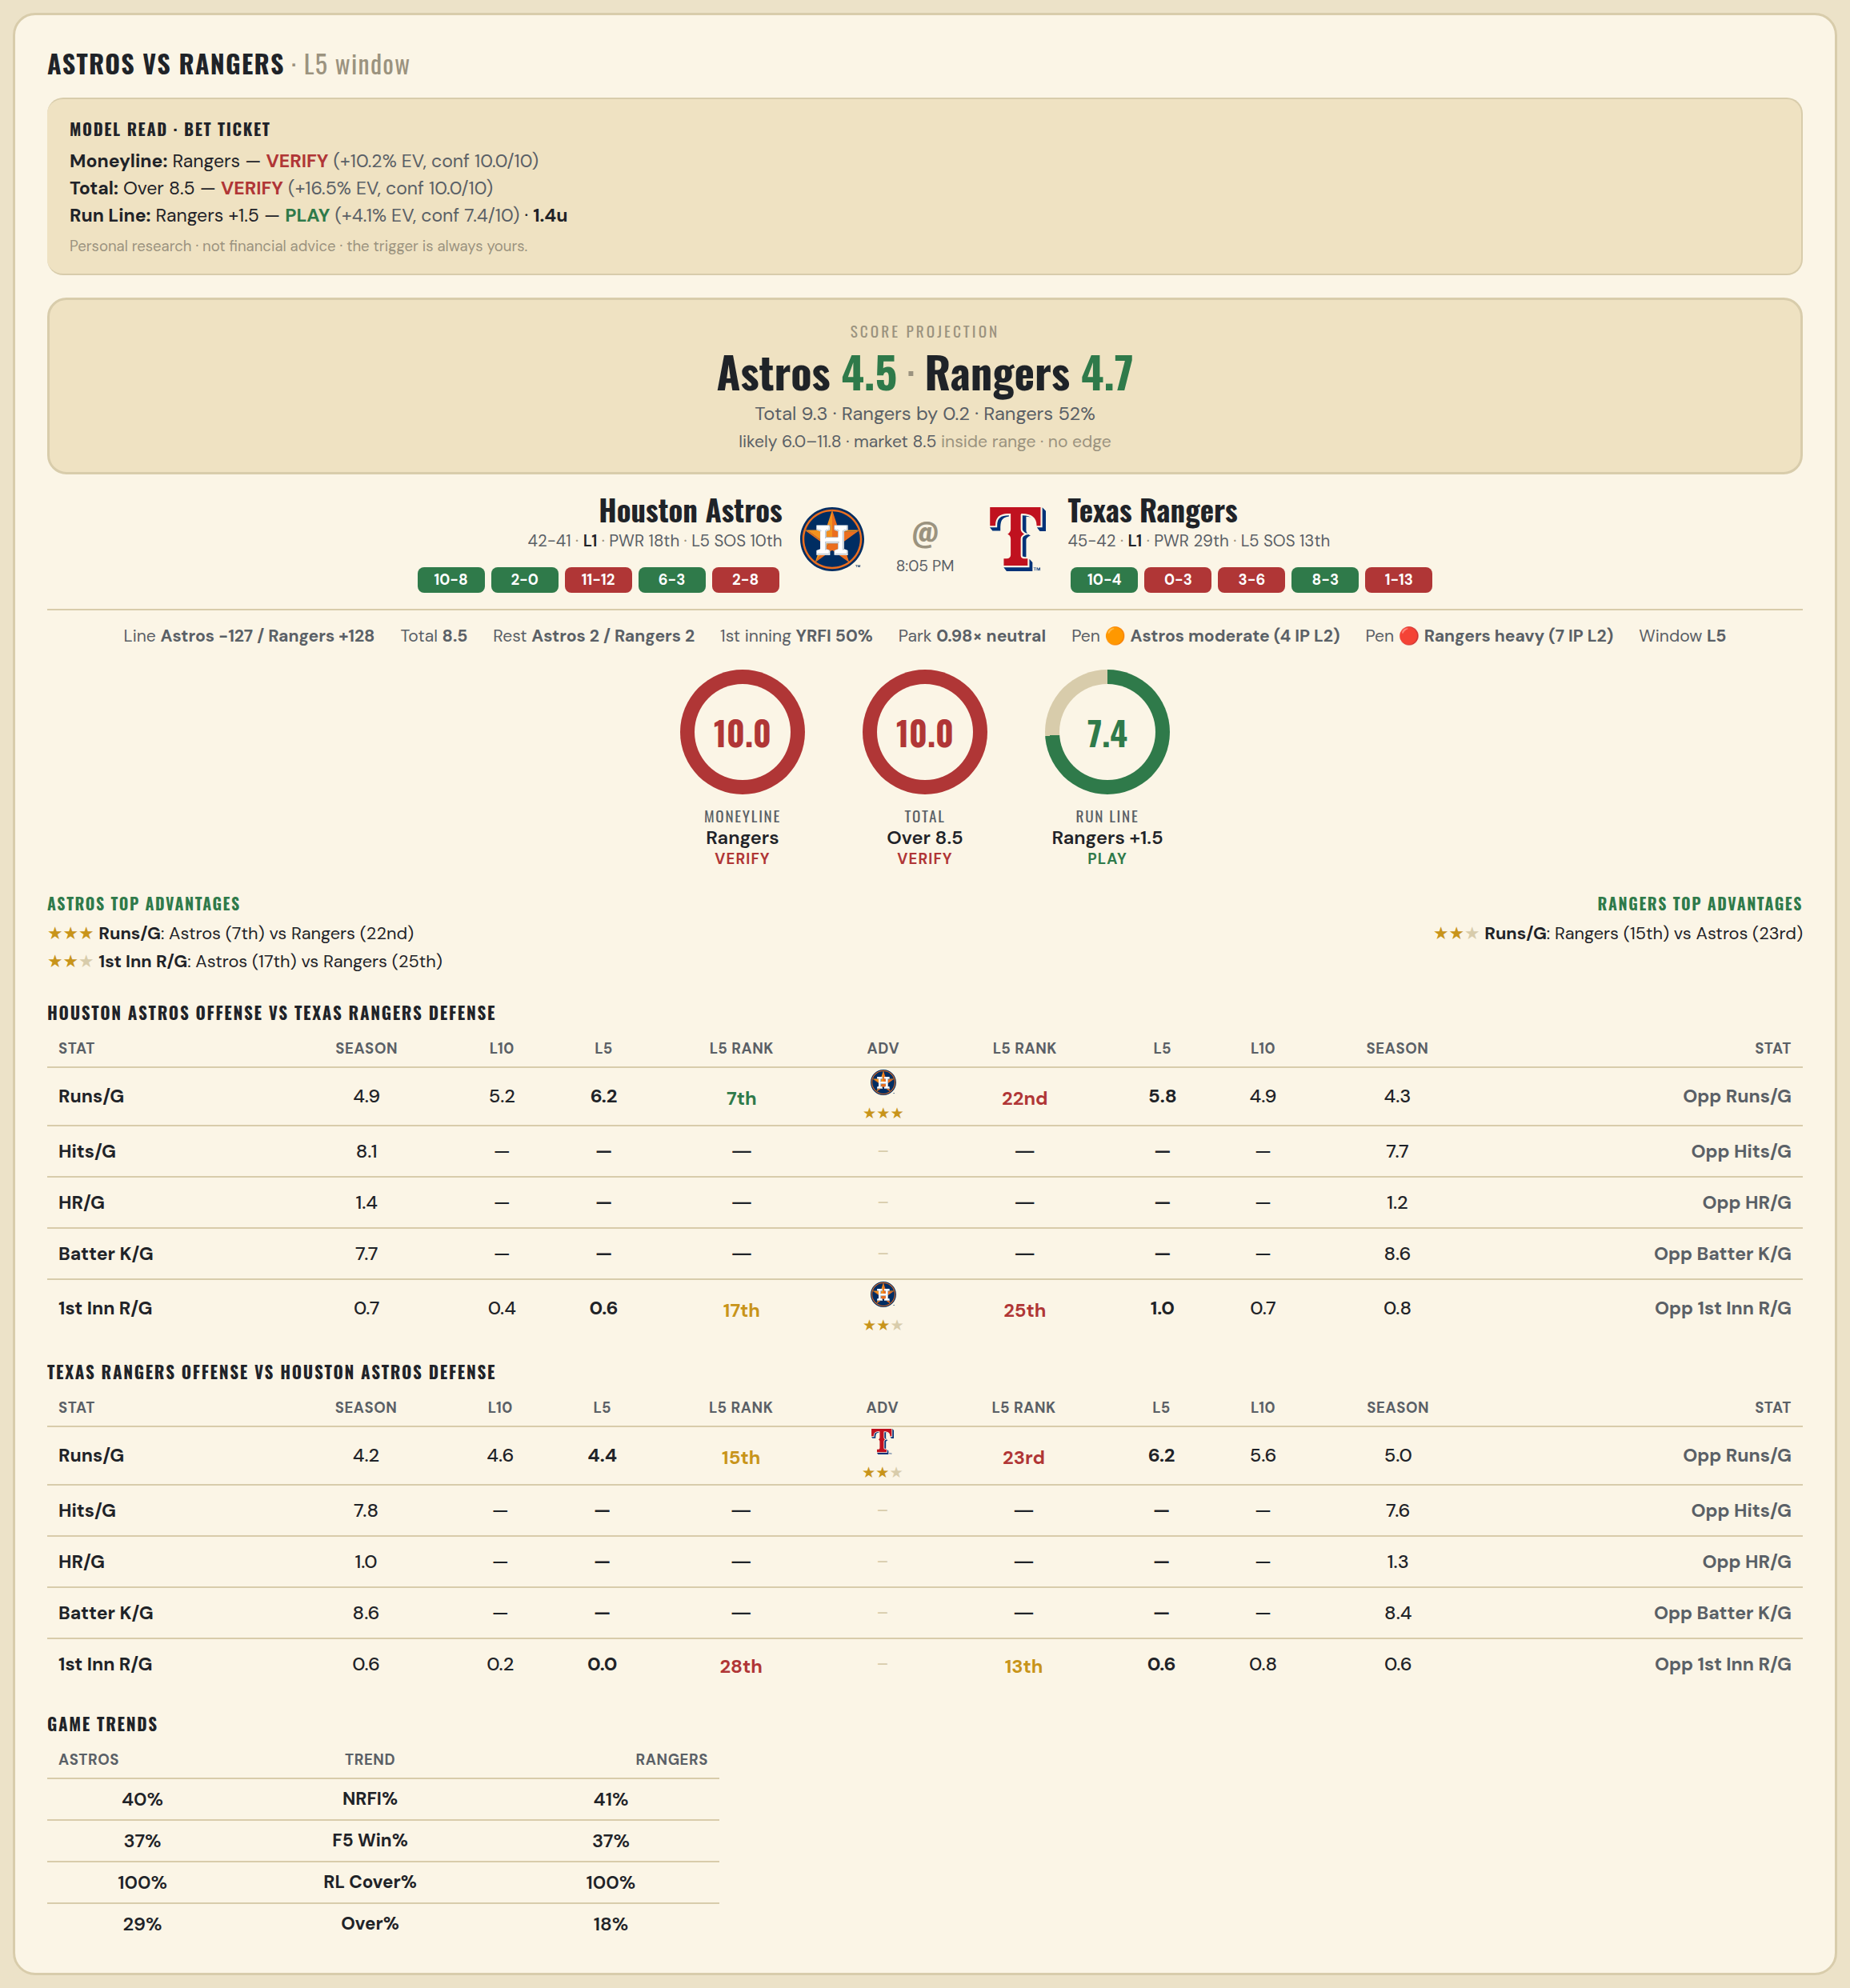 ASTROS VS RANGERS · L5 window
MODEL READ · BET TICKET
Moneyline: Rangers — VERIFY (+10.2% EV, conf 10.0/10)
Total: Over 8.5 — VERIFY (+16.5% EV, conf 10.0/10)
Run Line: Rangers +1.5 — PLAY (+4.1% EV, conf 7.4/10) · 1.4u
Personal research · not financial advice · the trigger is always yours.
SCORE PROJECTION
Astros 4.5 · Rangers 4.7
Total 9.3 · Rangers by 0.2 · Rangers 52%
likely 6.0–11.8 · market 8.5 inside range · no edge
Houston Astros
42-41 · L1 · PWR 18th · L5 SOS 10th
10-8 2-0 11-12 6-3 2-8
H
@
8:05 PM
T
Texas Rangers
45-42 · L1 · PWR 29th · L5 SOS 13th
10-4 0-3 3-6 8-3 1-13
Line Astros -127 / Rangers +128 Total 8.5 Rest Astros 2 / Rangers 2 1st inning YRFI 50% Park 0.98× neutral Pen 🟠 Astros moderate (4 IP L2) Pen 🔴 Rangers heavy (7 IP L2) Window L5
10.0 10.0 7.4
MONEYLINE TOTAL RUN LINE
Rangers Over 8.5 Rangers +1.5
VERIFY VERIFY PLAY
ASTROS TOP ADVANTAGES
★★★ Runs/G: Astros (7th) vs Rangers (22nd)
★★★ 1st Inn R/G: Astros (17th) vs Rangers (25th)
RANGERS TOP ADVANTAGES
★★★ Runs/G: Rangers (15th) vs Astros (23rd)
HOUSTON ASTROS OFFENSE VS TEXAS RANGERS DEFENSE
STAT SEASON L10 L5 L5 RANK ADV L5 RANK L5 L10 SEASON STAT
Runs/G 4.9 5.2 6.2 7th H ★★★ 22nd 5.8 4.9 4.3 Opp Runs/G
Hits/G 8.1 — — — – — — — 7.7 Opp Hits/G
HR/G 1.4 — — — – — — — 1.2 Opp HR/G
Batter K/G 7.7 — — — – — — — 8.6 Opp Batter K/G
1st Inn R/G 0.7 0.4 0.6 17th H ★★★ 25th 1.0 0.7 0.8 Opp 1st Inn R/G
TEXAS RANGERS OFFENSE VS HOUSTON ASTROS DEFENSE
STAT SEASON L10 L5 L5 RANK ADV L5 RANK L5 L10 SEASON STAT
Runs/G 4.2 4.6 4.4 15th T ★★★ 23rd 6.2 5.6 5.0 Opp Runs/G
Hits/G 7.8 — — — – — — — 7.6 Opp Hits/G
HR/G 1.0 — — — – — — — 1.3 Opp HR/G
Batter K/G 8.6 — — — – — — — 8.4 Opp Batter K/G
1st Inn R/G 0.6 0.2 0.0 28th – 13th 0.6 0.8 0.6 Opp 1st Inn R/G
GAME TRENDS
ASTROS TREND RANGERS
40% NRFI% 41%
37% F5 Win% 37%
100% RL Cover% 100%
29% Over% 18%